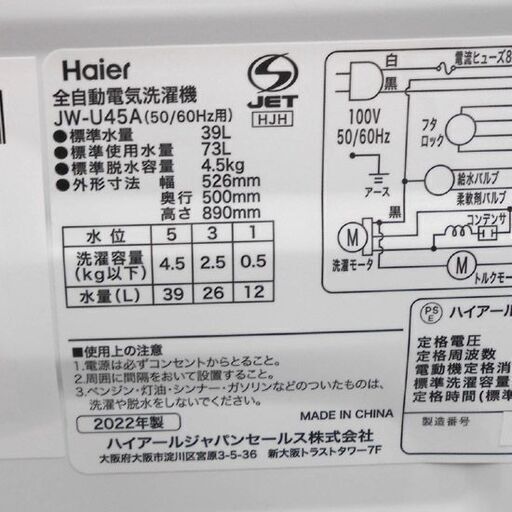 Haier
全自動電気洗濯機
JW-U45A(50/60Hz用)
●標準水量 39L
●標準使用水量 73L
●標準脱水容量 4.5kg
●外形寸法 幅 526mm
奥行 500mm
高さ 890mm
S
JET
HJH
水位 5 3 1
洗濯容量(kg以下) 4.5 2.5 0.5
水量(L) 39 26 12
■使用上の注意
1.電源は必ずコンセントからとること。
2.周囲に間隔をおいて設置すること。
3.ベンジン・灯油・シンナー・ガソリンなどのついたものは、
洗濯や脱水をしないでください。
2022年製
MADE IN CHINA
ハイアールジャパンセールス株式会社
大阪府大阪市淀川区宮原3-5-36 新大阪トラストタワー7F
白
黒
電流ヒューズ8
100V
50/60Hz
アース
フタ
ロック
給水バルブ
柔軟剤バルブ
コンデンサ
黒
M
洗濯モータ
M
トルクモータ
PS
E
ハイアール
定格電圧
定格周波数
電動機定格消
標準洗濯容量
定格時間(標準
製造番号